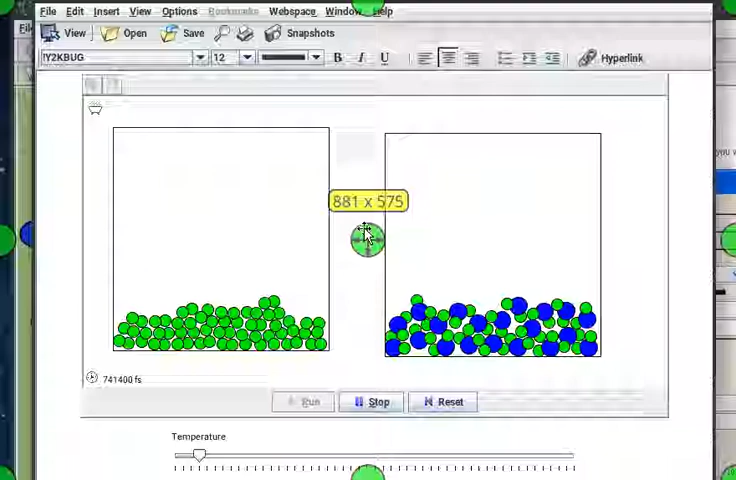 File Edit Insert View Options Bookmarks Webspace Window Help
View Open Save Snapshots
!Y2KBUG 12 B I U Hyperlink
881 x 575
741400 fs
Run Stop Reset
Temperature